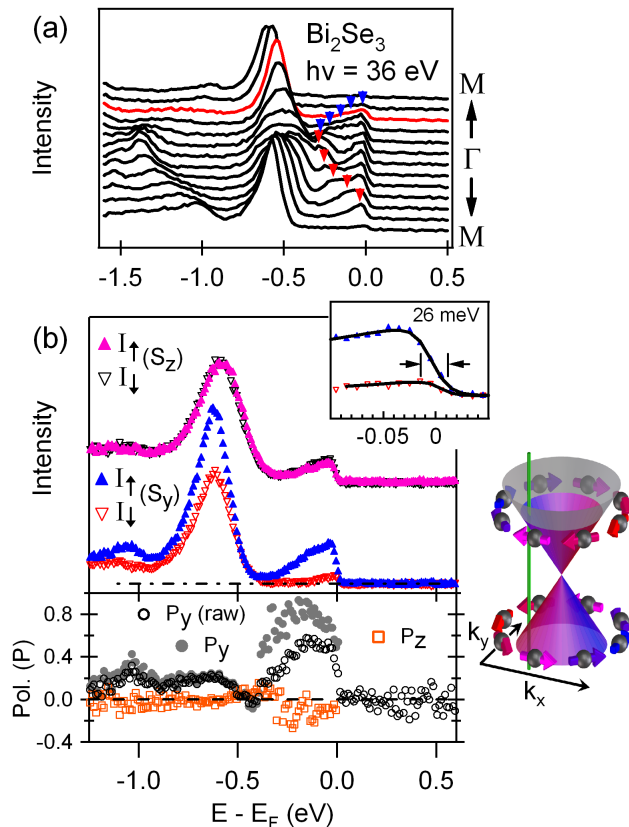 (a)
Bi2Se3
hν = 36 eV
Intensity
M
Γ
M
-1.5 -1.0 -0.5 0.0 0.5
(b)
I↑ (Sz)
I↓
26 meV
-0.05 0
Intensity
I↑ (Sy)
I↓
Py (raw)
Py
Pz
Pol. (P)
0.8
0.4
0.0
-0.4
-1.0 -0.5 0.0 0.5
E - EF (eV)
ky
kx